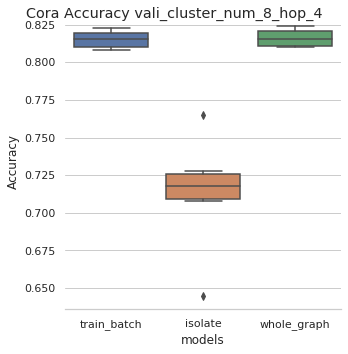 Cora Accuracy vali_cluster_num_8_hop_4
0.825
0.800
0.775
0.750
0.725
0.700
0.675
0.650
Accuracy
train_batch isolate whole_graph
models